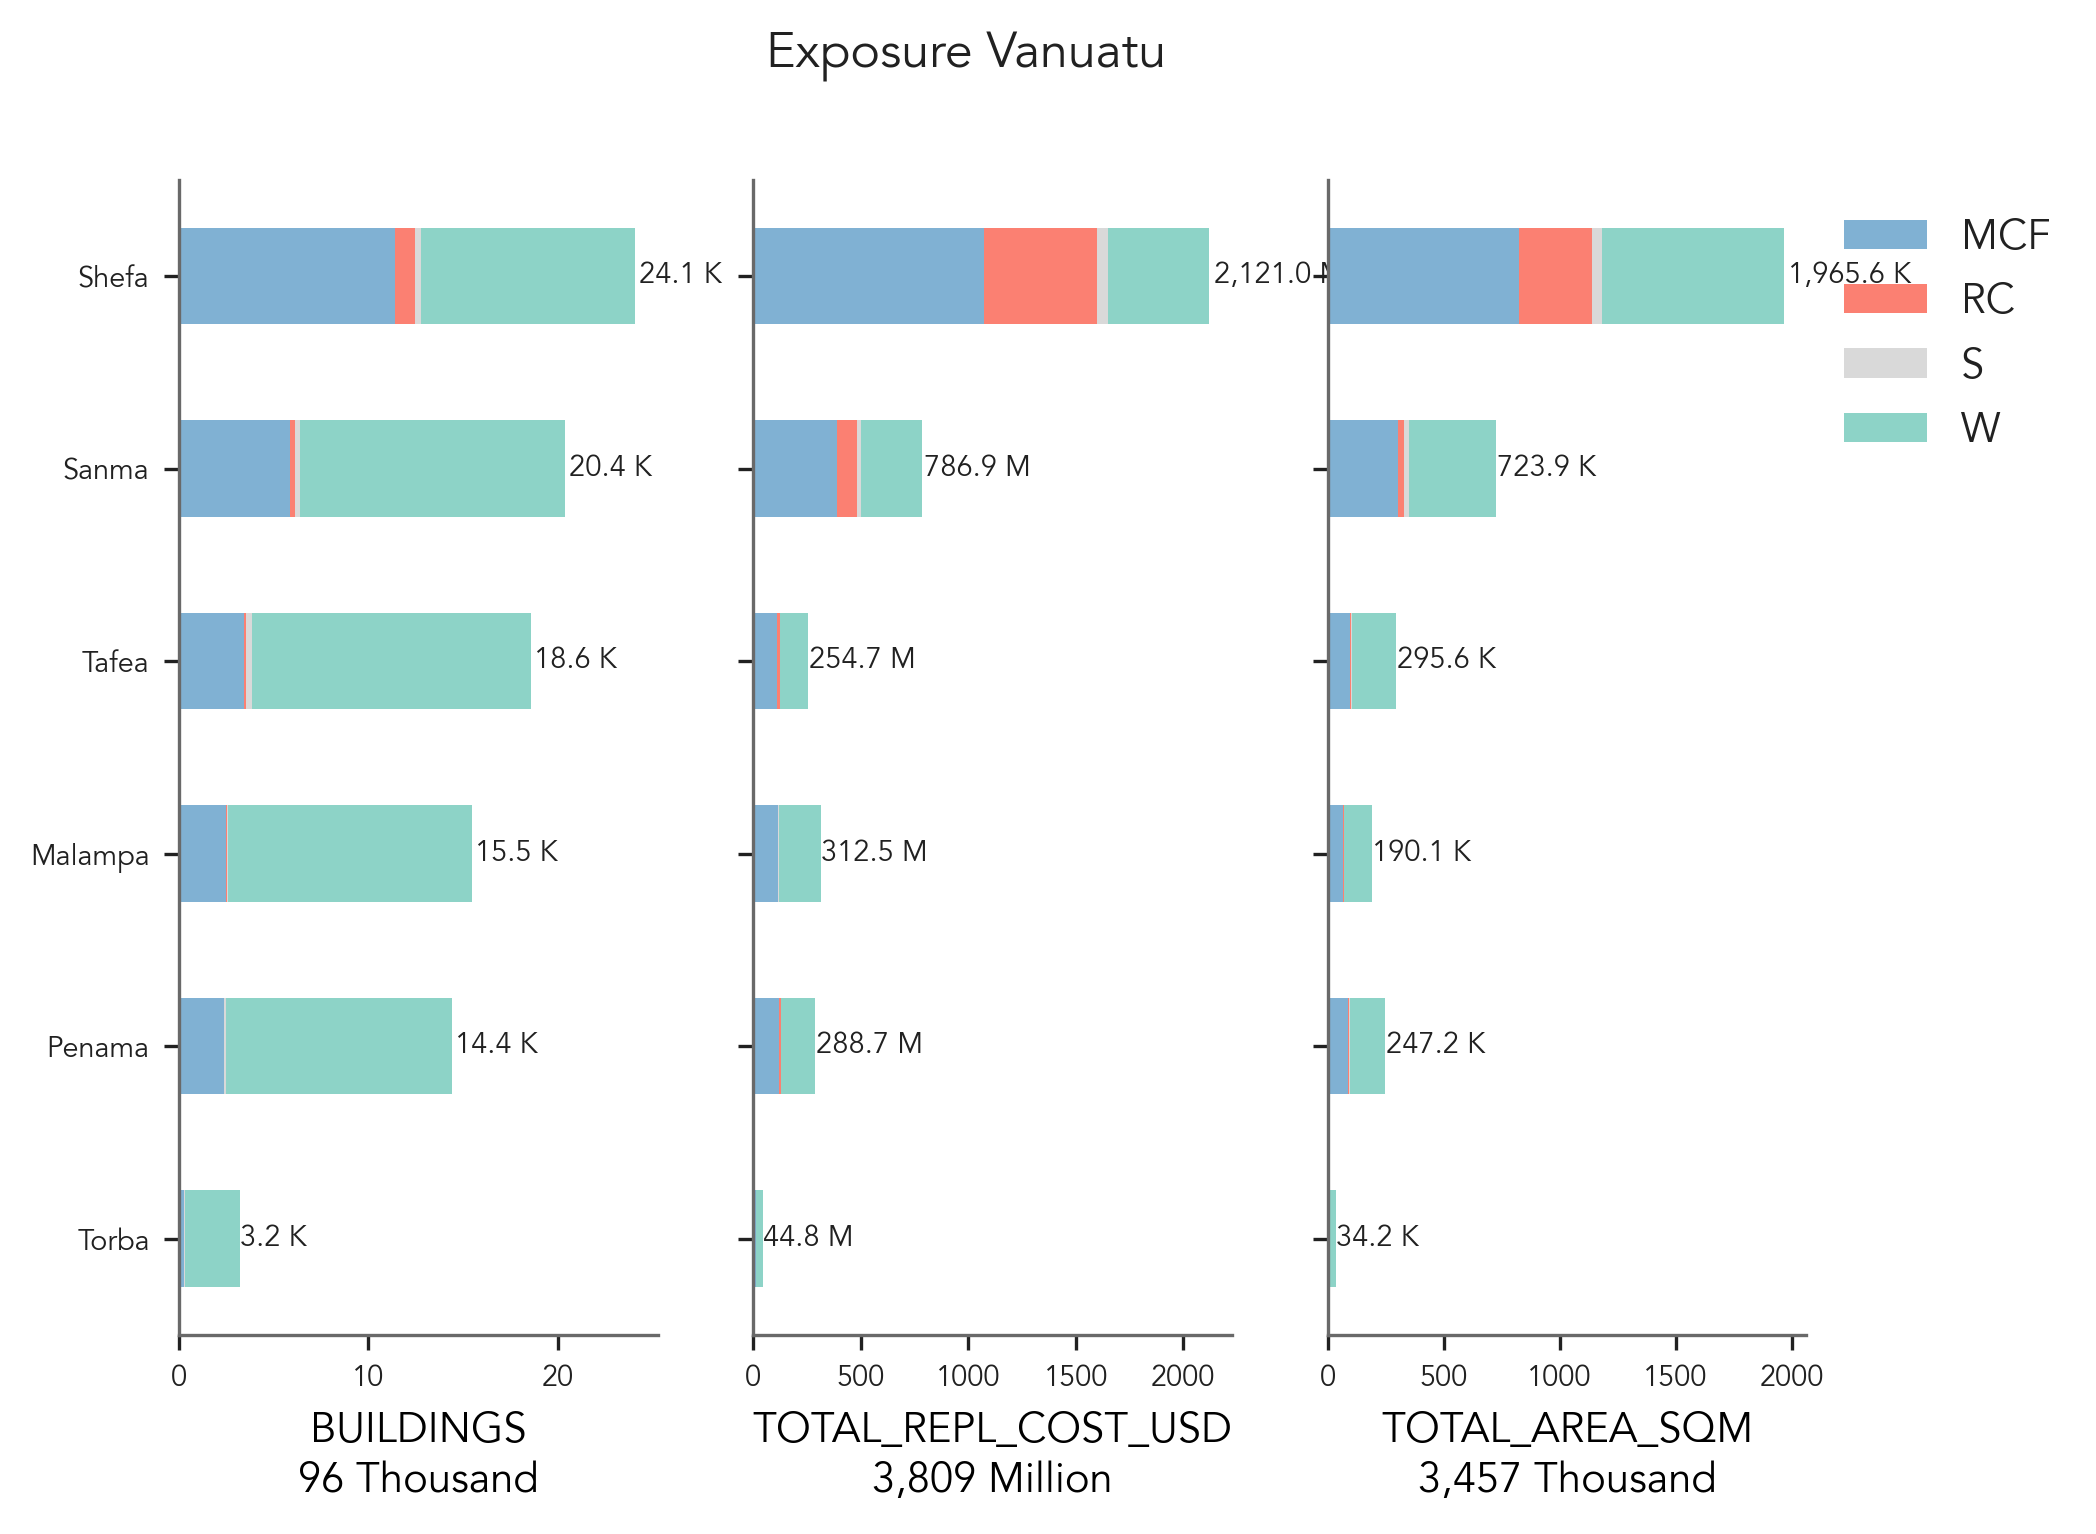 Exposure Vanuatu
MCF
RC
S
W
Shefa
24.1 K
2,121.0
1,965.6 K
Sanma
20.4 K
786.9 M
723.9 K
Tafea
18.6 K
254.7 M
295.6 K
Malampa
15.5 K
312.5 M
190.1 K
Penama
14.4 K
288.7 M
247.2 K
Torba
3.2 K
44.8 M
34.2 K
0 10 20
0 500 1000 1500 2000
0 500 1000 1500 2000
BUILDINGS
96 Thousand
TOTAL_REPL_COST_USD
3,809 Million
TOTAL_AREA_SQM
3,457 Thousand